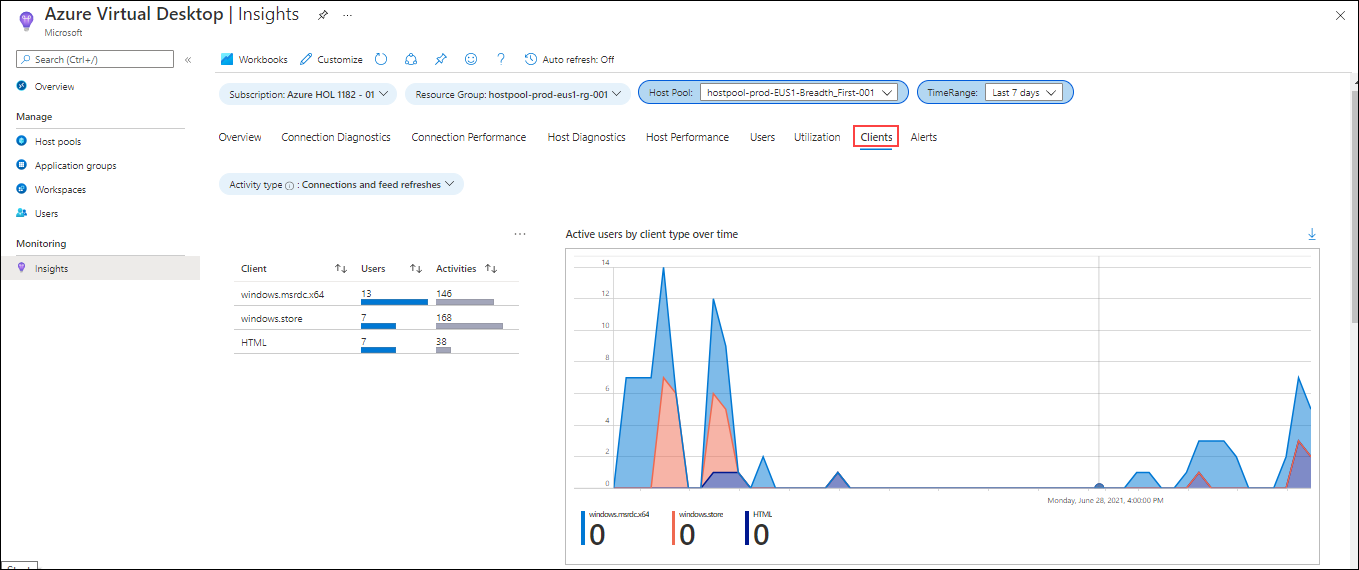 Azure Virtual Desktop | Insights
Microsoft
Search (Ctrl+/)
Overview
Manage
Host pools
Application groups
Workspaces
Users
Monitoring
Insights
Workbooks Customize ? Auto refresh: Off
Subscription: Azure HOL 1182 - 01 Resource Group: hostpool-prod-eus1-rg-001 Host Pool: hostpool-prod-EUS1-Breadth_First-001 TimeRange: Last 7 days
Overview Connection Diagnostics Connection Performance Host Diagnostics Host Performance Users Utilization Clients Alerts
Activity type : Connections and feed refreshes
Client Users Activities
windows.msrdc.x64 13 146
windows.store 7 168
HTML 7 38
Active users by client type over time
14
12
10
8
6
4
2
0
Monday, June 28, 2021, 4:00:00 PM
windows.msrdc.x64 windows.store HTML
0 0 0